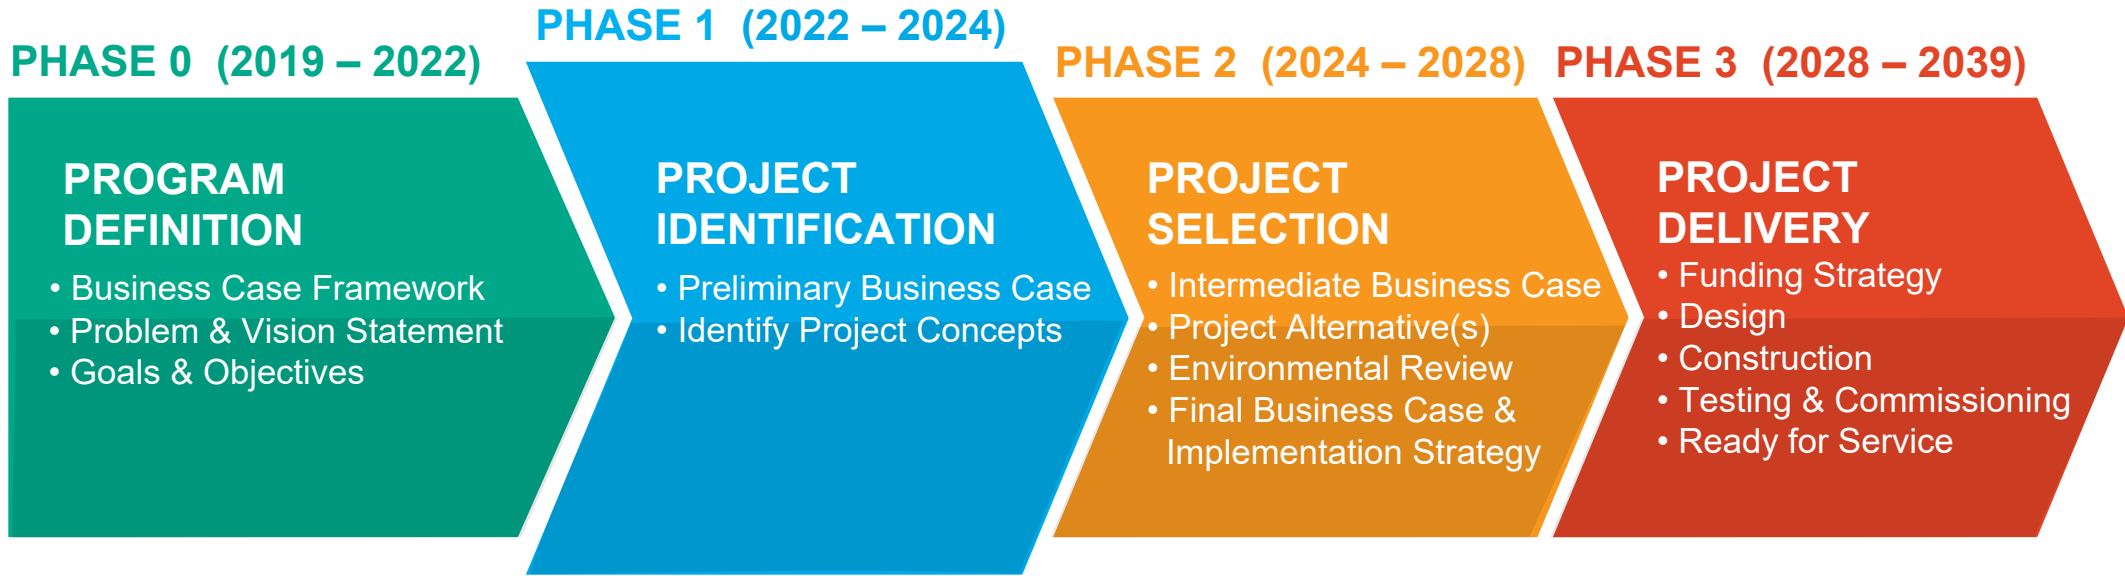 PHASE 0 (2019 – 2022)
PROGRAM
DEFINITION
• Business Case Framework
• Problem & Vision Statement
• Goals & Objectives
PHASE 1 (2022 – 2024)
PROJECT
IDENTIFICATION
• Preliminary Business Case
• Identify Project Concepts
PHASE 2 (2024 – 2028)
PROJECT
SELECTION
• Intermediate Business Case
• Project Alternative(s)
• Environmental Review
• Final Business Case &
Implementation Strategy
PHASE 3 (2028 – 2039)
PROJECT
DELIVERY
• Funding Strategy
• Design
• Construction
• Testing & Commissioning
• Ready for Service